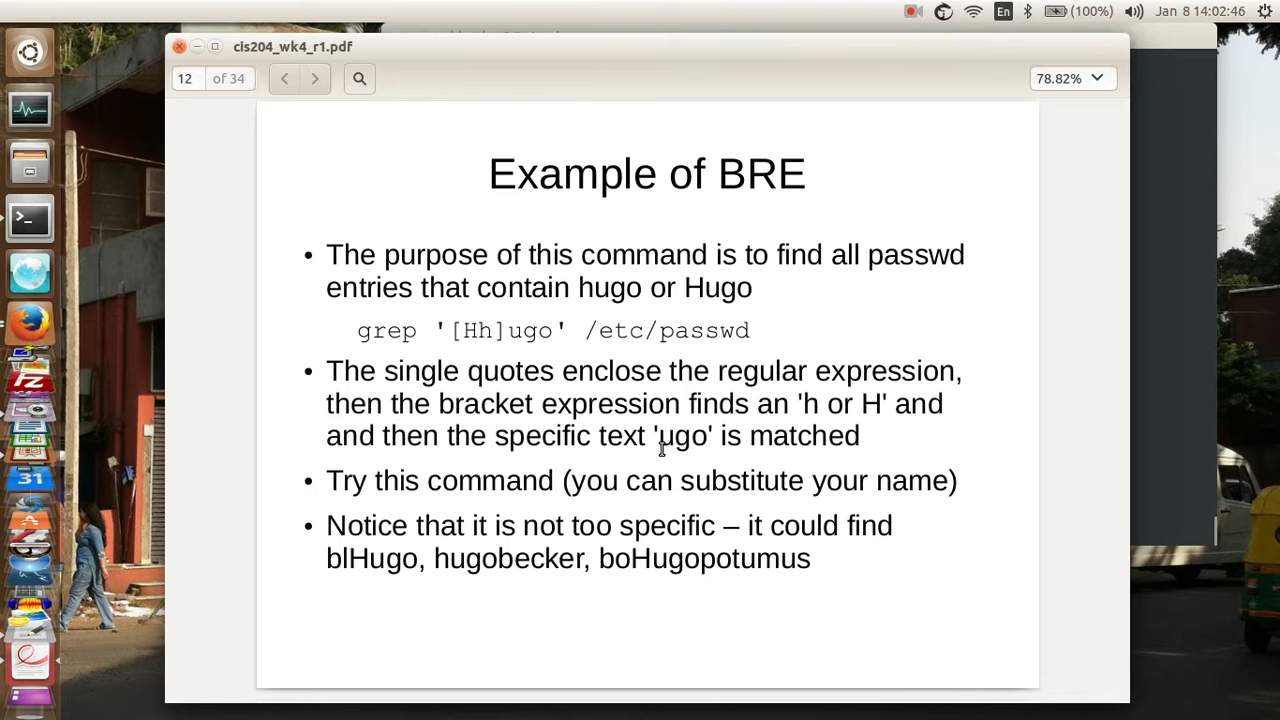 En (100%) Jan 8 14:02:46
cis204_wk4_r1.pdf
12 of 34 78.82%
Example of BRE
• The purpose of this command is to find all passwd
entries that contain hugo or Hugo
grep '[Hh]ugo' /etc/passwd
• The single quotes enclose the regular expression,
then the bracket expression finds an 'h or H' and
and then the specific text 'ugo' is matched
• Try this command (you can substitute your name)
• Notice that it is not too specific – it could find
blHugo, hugobecker, boHugopotumus
31